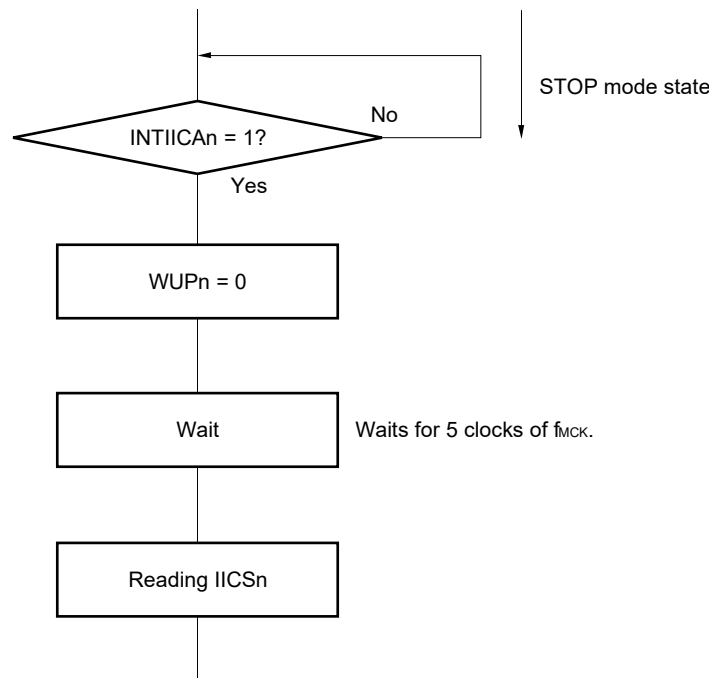 STOP mode state
No
INTIICAn = 1?
Yes
WUPn = 0
Wait
Waits for 5 clocks of fMCK.
Reading IICSn